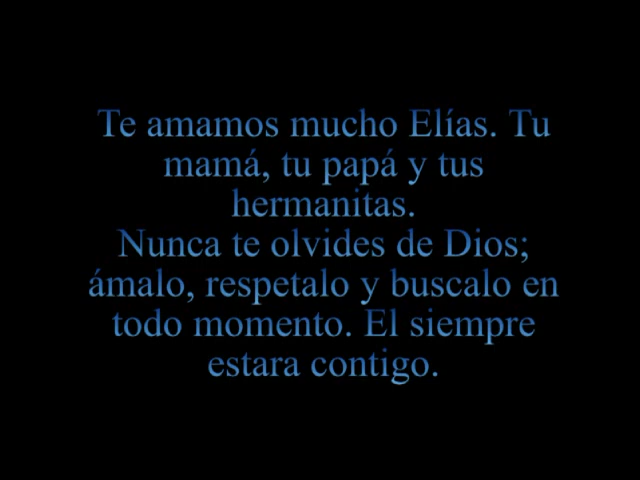 Te amamos mucho Elías. Tu
mamá, tu papá y tus
hermanitas.
Nunca te olvides de Dios;
ámalo, respetalo y buscalo en
todo momento. El siempre
estara contigo.